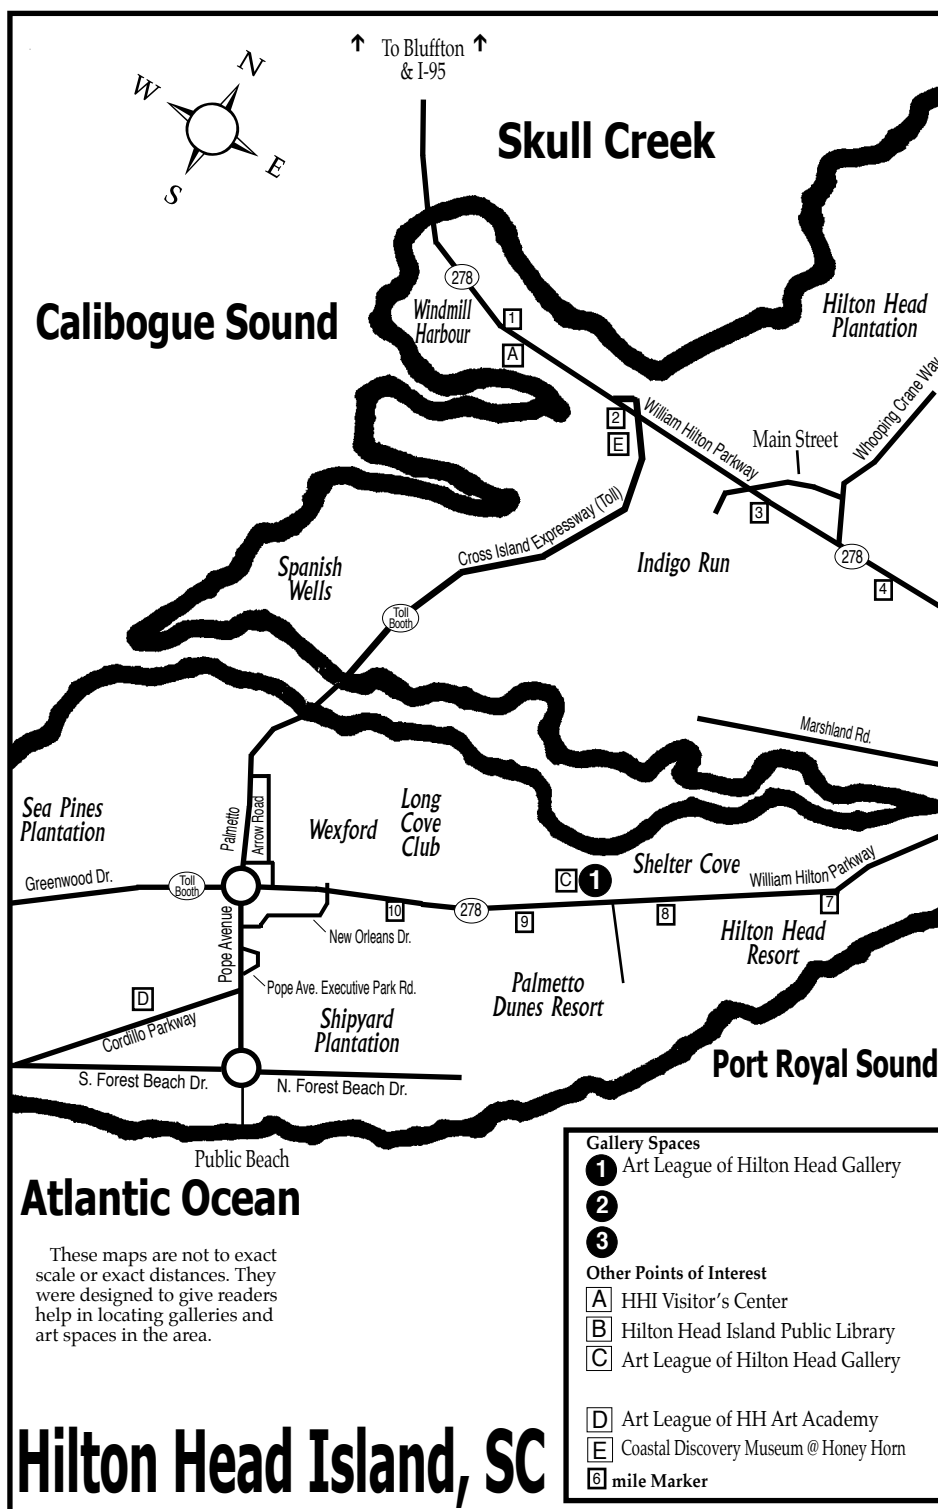 To Bluffton
& I-95
N
W
E
S
Skull Creek
278
Calibogue Sound
Windmill
Harbour
1
A
Hilton Head
Plantation
2
E
William Hilton Parkway
Main Street
Whooping Crane Way
3
Cross Island Expressway (Toll)
Indigo Run
278
4
Spanish
Wells
Toll
Booth
Marshland Rd.
Sea Pines
Plantation
Palmetto
Arrow Road
Wexford
Long
Cove
Club
Shelter Cove
William Hilton Parkway
Greenwood Dr.
Toll
Booth
C
1
10
278
9
8
7
New Orleans Dr.
Hilton Head
Resort
Pope Avenue
Pope Ave. Executive Park Rd.
Palmetto
Dunes Resort
D
Cordillo Parkway
Shipyard
Plantation
Port Royal Sound
S. Forest Beach Dr.
N. Forest Beach Dr.
Public Beach
Atlantic Ocean
These maps are not to exact
scale or exact distances. They
were designed to give readers
help in locating galleries and
art spaces in the area.
Gallery Spaces
1 Art League of Hilton Head Gallery
2
3
Other Points of Interest
A HHI Visitor's Center
B Hilton Head Island Public Library
C Art League of Hilton Head Gallery
D Art League of HH Art Academy
E Coastal Discovery Museum @ Honey Horn
6 mile Marker
Hilton Head Island, SC